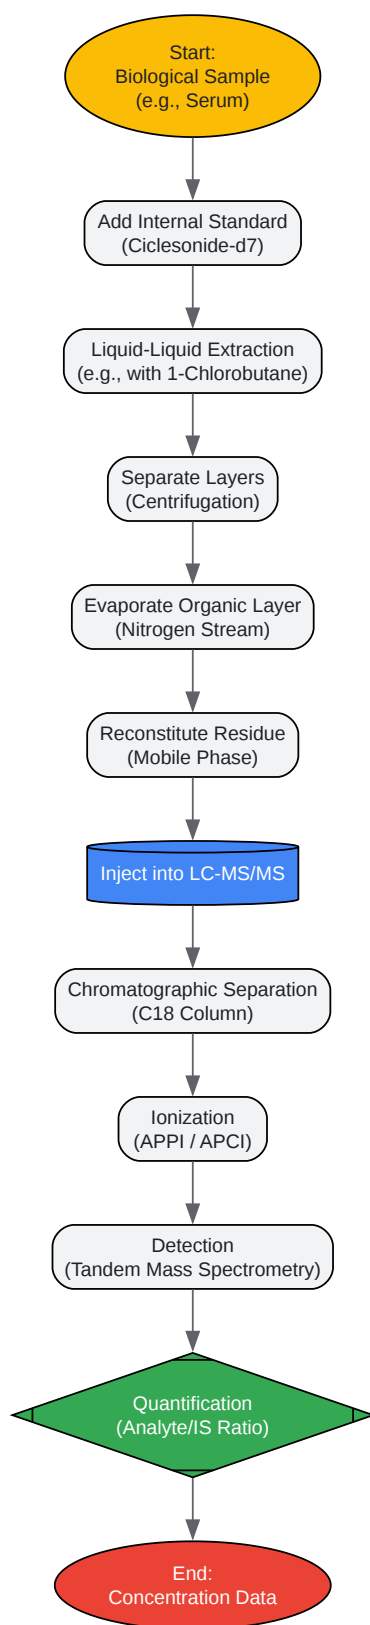 Start:
Biological Sample
(e.g., Serum)
Add Internal Standard
(Ciclesonide-d7)
Liquid-Liquid Extraction
(e.g., with 1-Chlorobutane)
Separate Layers
(Centrifugation)
Evaporate Organic Layer
(Nitrogen Stream)
Reconstitute Residue
(Mobile Phase)
Inject into LC-MS/MS
Chromatographic Separation
(C18 Column)
Ionization
(APPI / APCI)
Detection
(Tandem Mass Spectrometry)
Quantification
(Analyte/IS Ratio)
End:
Concentration Data